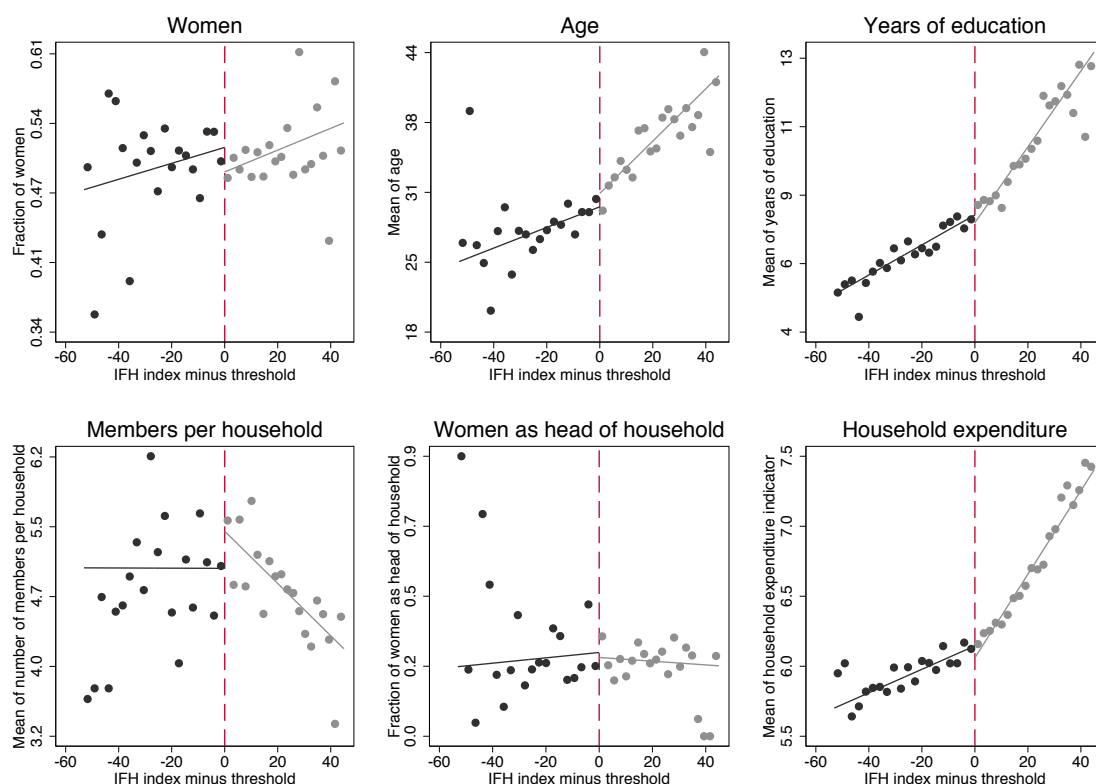 Women
Fraction of women
0.61
0.54
0.47
0.41
0.34
-60 -40 -20 0 20 40
IFH index minus threshold
Age
Mean of age
44
38
31
25
18
-60 -40 -20 0 20 40
IFH index minus threshold
Years of education
Mean of years of education
13
11
9
6
4
-60 -40 -20 0 20 40
IFH index minus threshold
Members per household
Mean of number of members per household
6.2
5.5
4.7
4.0
3.2
-60 -40 -20 0 20 40
IFH index minus threshold
Women as head of household
Fraction of women as head of household
0.9
0.7
0.5
0.2
0.0
-60 -40 -20 0 20 40
IFH index minus threshold
Household expenditure
Mean of household expenditure indicator
7.5
7.0
6.5
6.0
5.5
-60 -40 -20 0 20 40
IFH index minus threshold